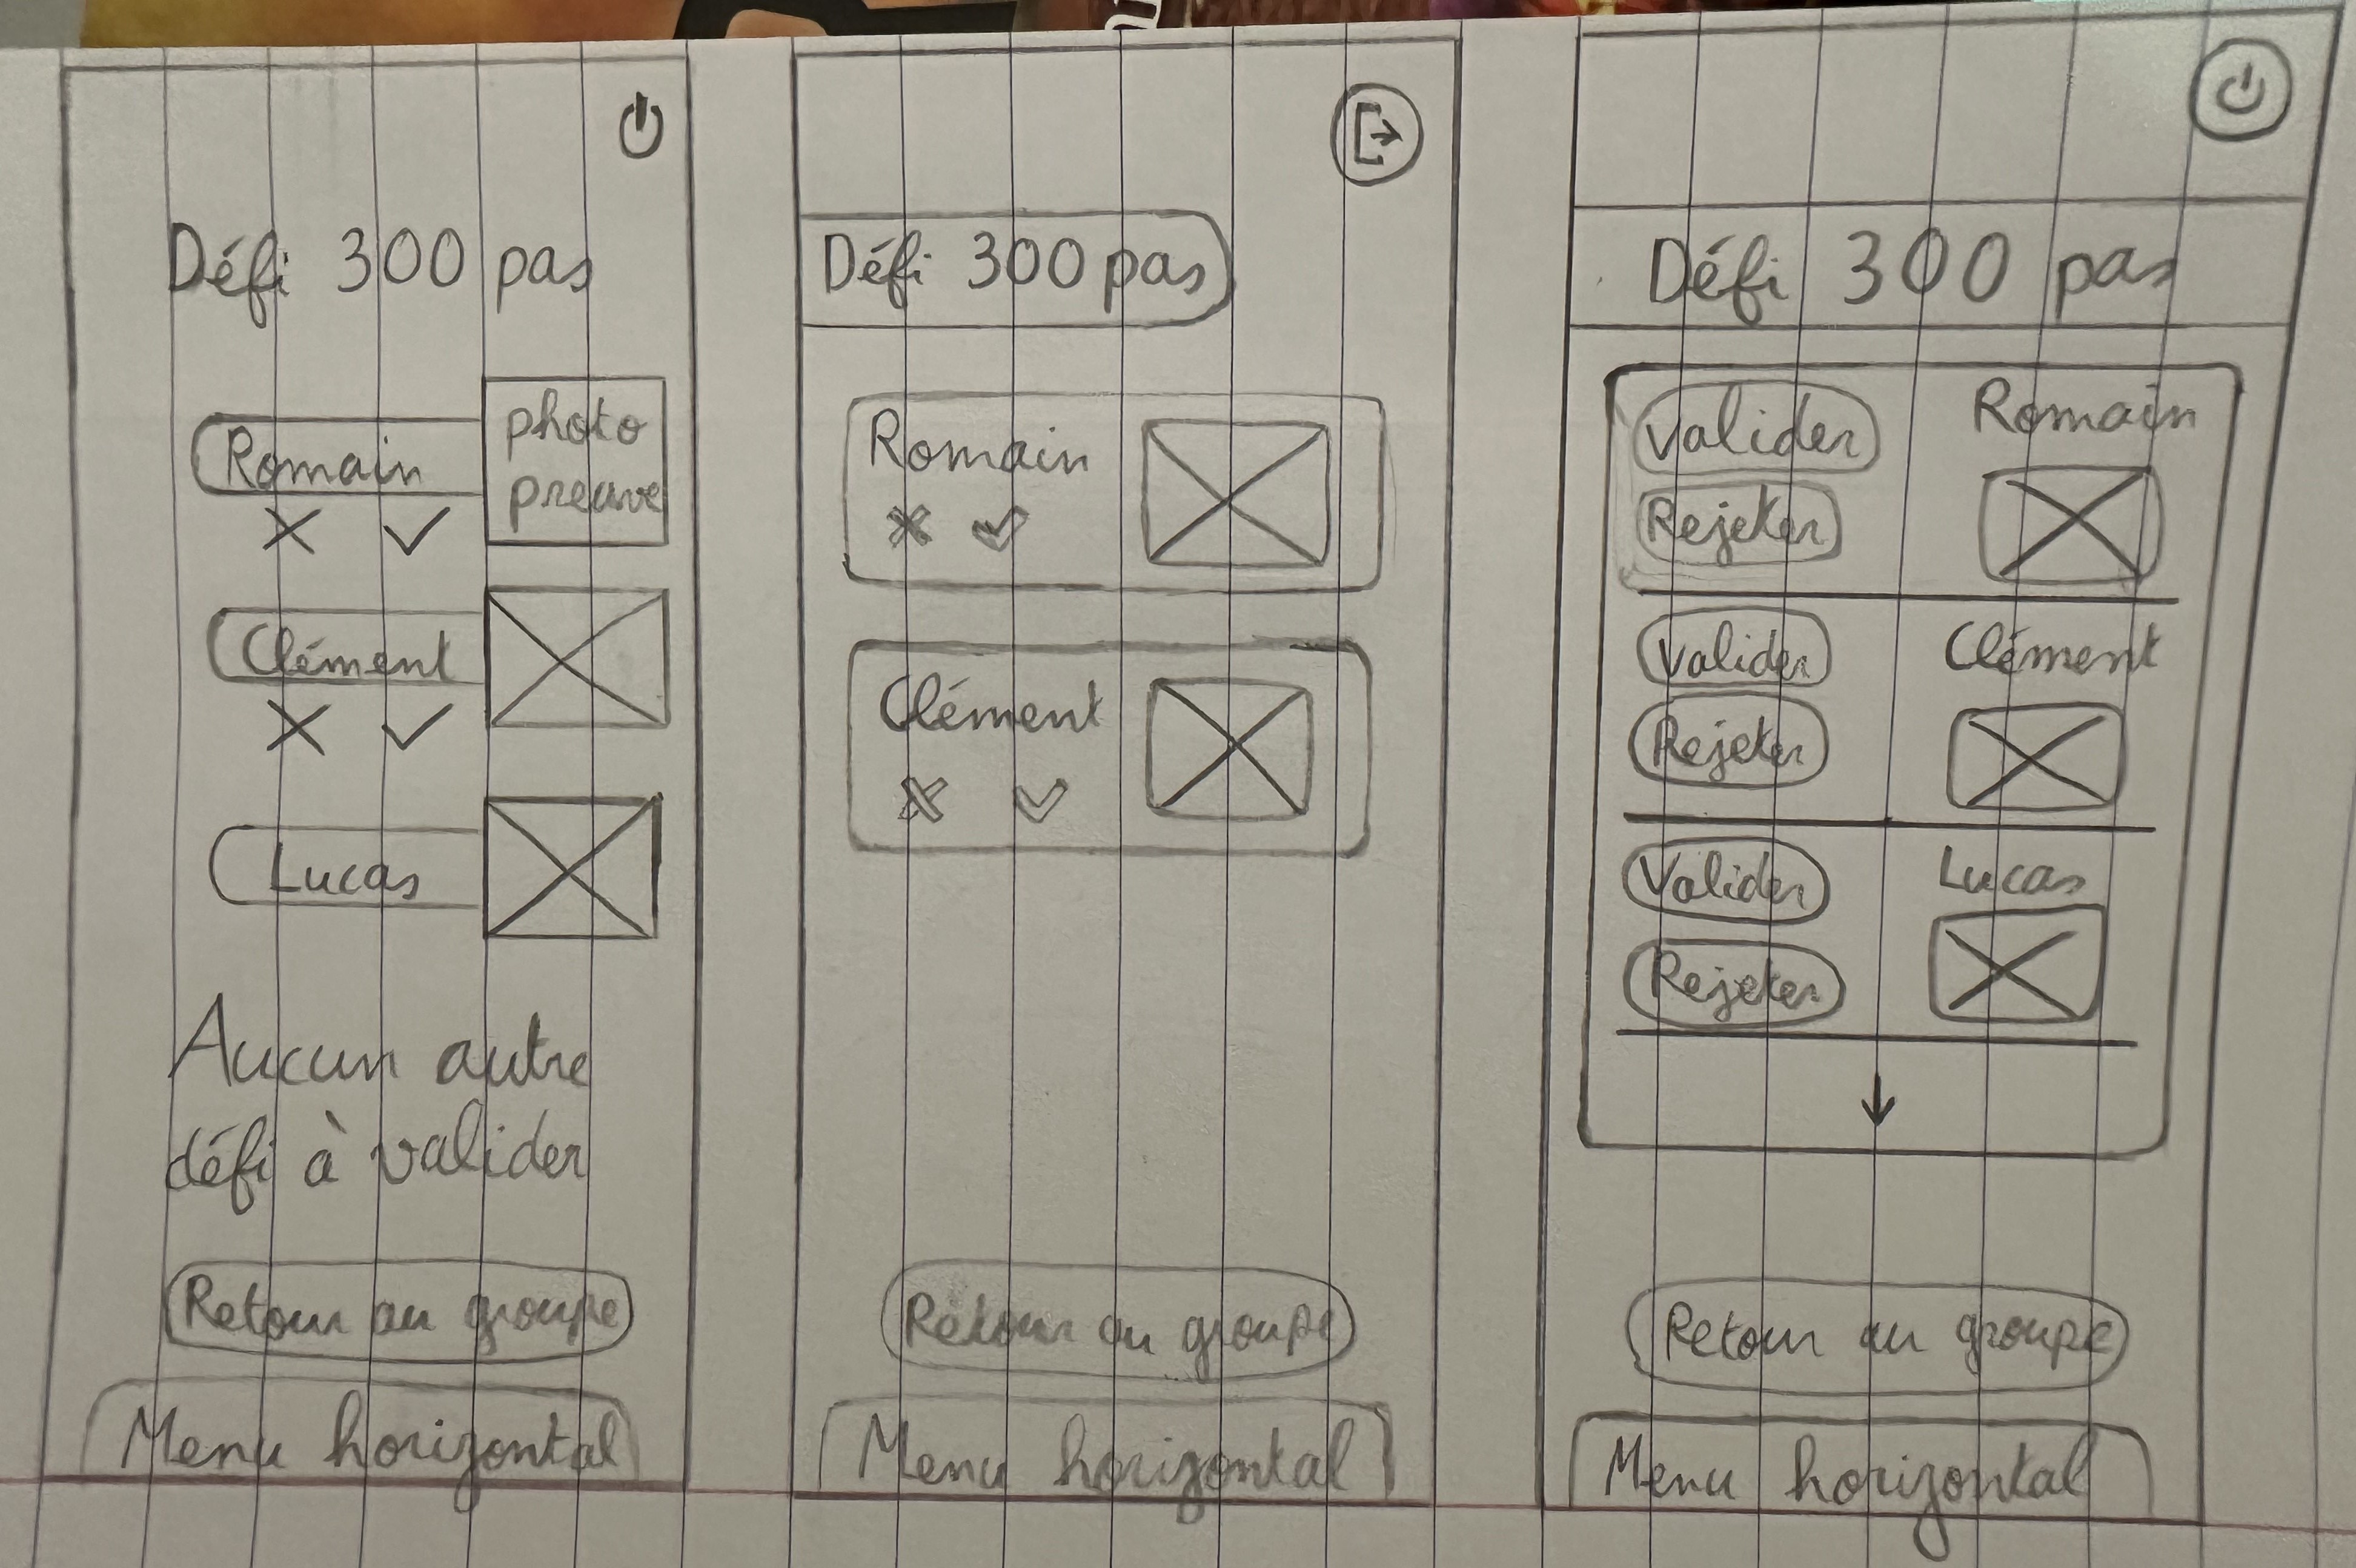 Défi 300 pas
Romain
photo
preuve
Clément
Lucas
Aucun autre
défi à valider
Retour au groupe
Menu horizontal
Défi 300 pas
Romain
Clément
Retour au groupe
Menu horizontal
Défi 300 pas
Valider
Romain
Rejeter
Valider
Clément
Rejeter
Valider
Lucas
Rejeter
Retour au groupe
Menu horizontal